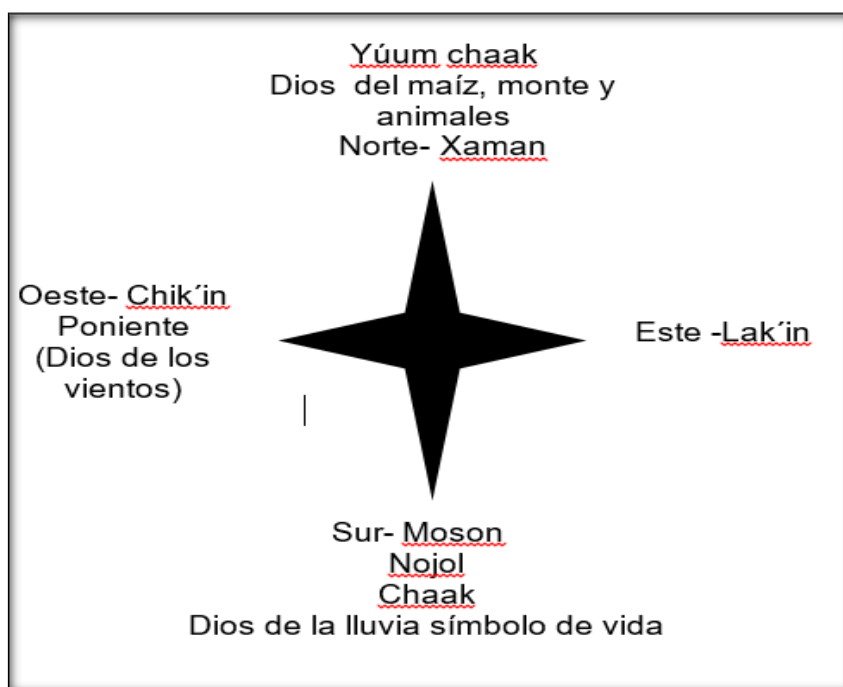 Yúum chaak
Dios  del maíz, monte y
animales
Norte- Xaman
Oeste- Chik´in
Poniente
(Dios de los
vientos)
Este -Lak´in
Sur- Moson
Nojol
Chaak
Dios de la lluvia símbolo de vida